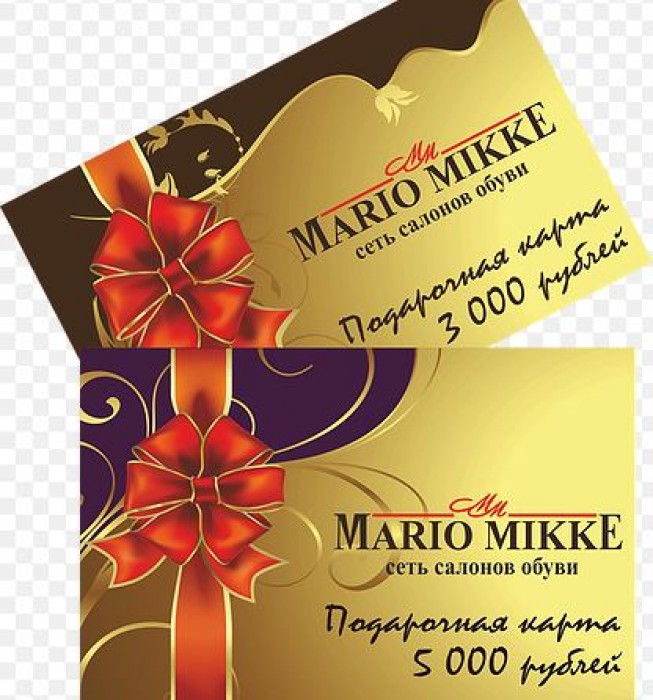 MM
MARIO MIKKE
сеть салонов обуви
Подарочная карта
3 000 рублей
MM
MARIO MIKKE
сеть салонов обуви
Подарочная карта
5 000 рублей